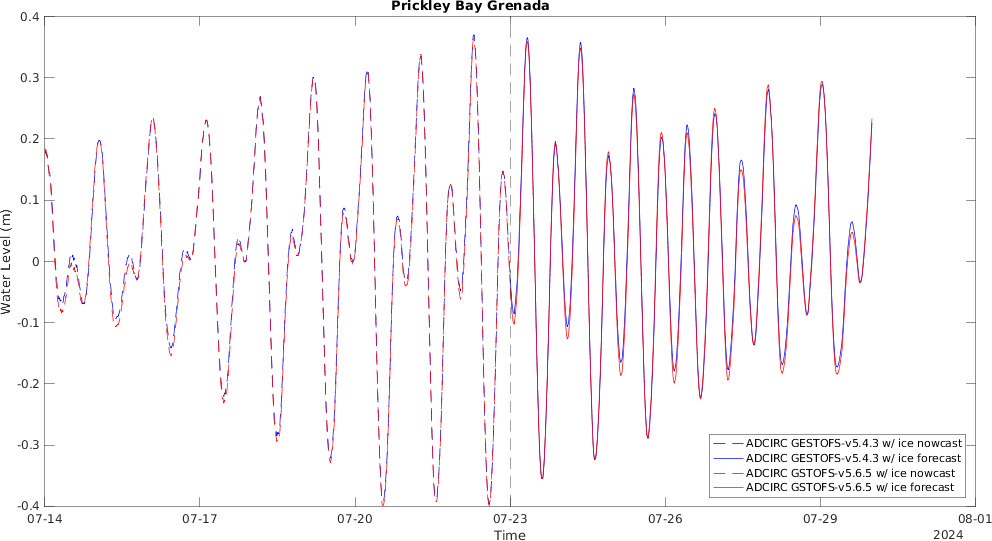 Prickley Bay Grenada
0.4
0.3
0.2
0.1
0
-0.1
-0.2
-0.3
-0.4
Water Level (m)
ADCIRC GESTOFS-v5.4.3 w/ ice nowcast
ADCIRC GESTOFS-v5.4.3 w/ ice forecast
ADCIRC GSTOFS-v5.6.5 w/ ice nowcast
ADCIRC GSTOFS-v5.6.5 w/ ice forecast
07-14 07-17 07-20 07-23 07-26 07-29 08-01
Time
2024